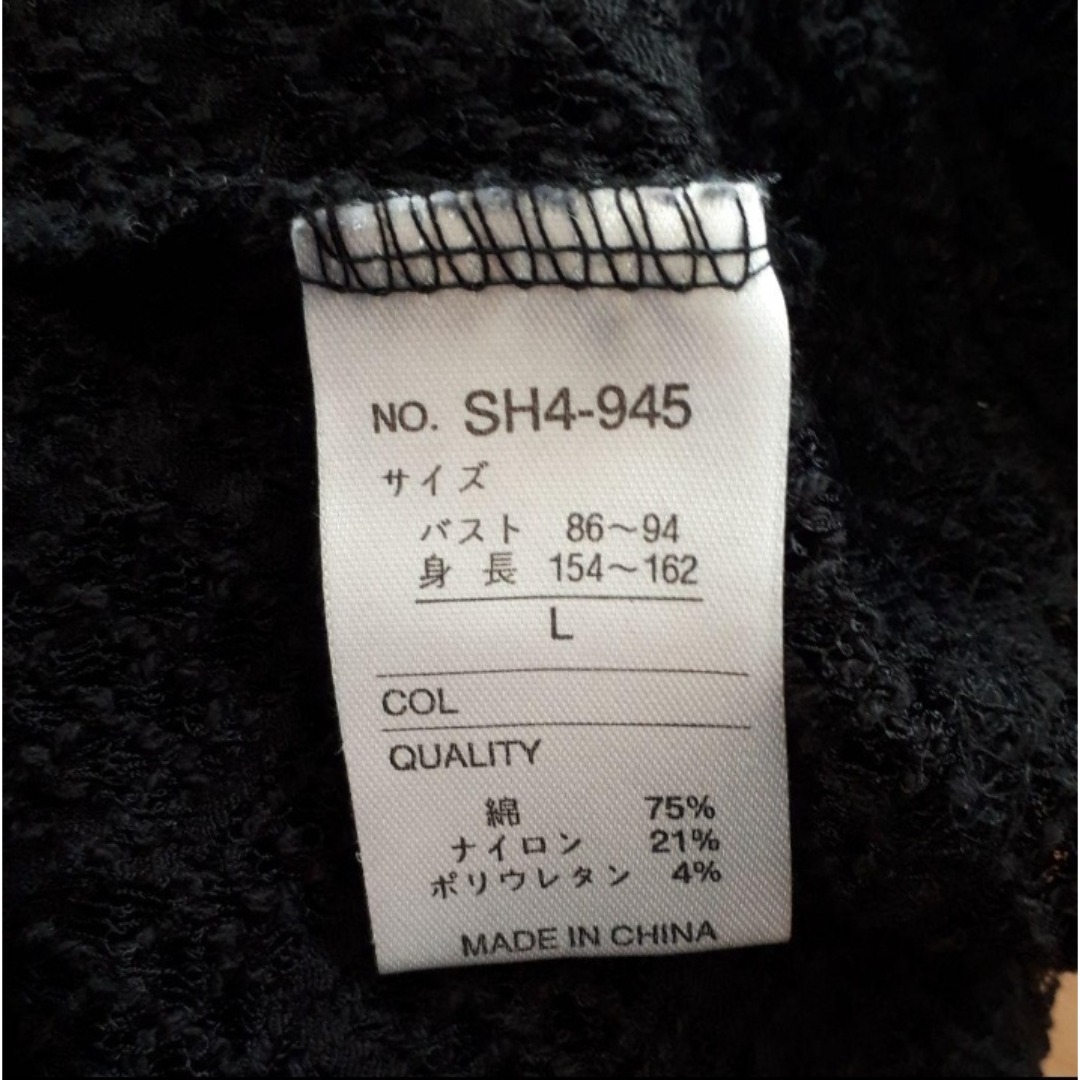 NO. SH4-945
サイズ
バスト 86〜94
身長 154〜162
L
COL
QUALITY
綿 75%
ナイロン 21%
ポリウレタン 4%
MADE IN CHINA